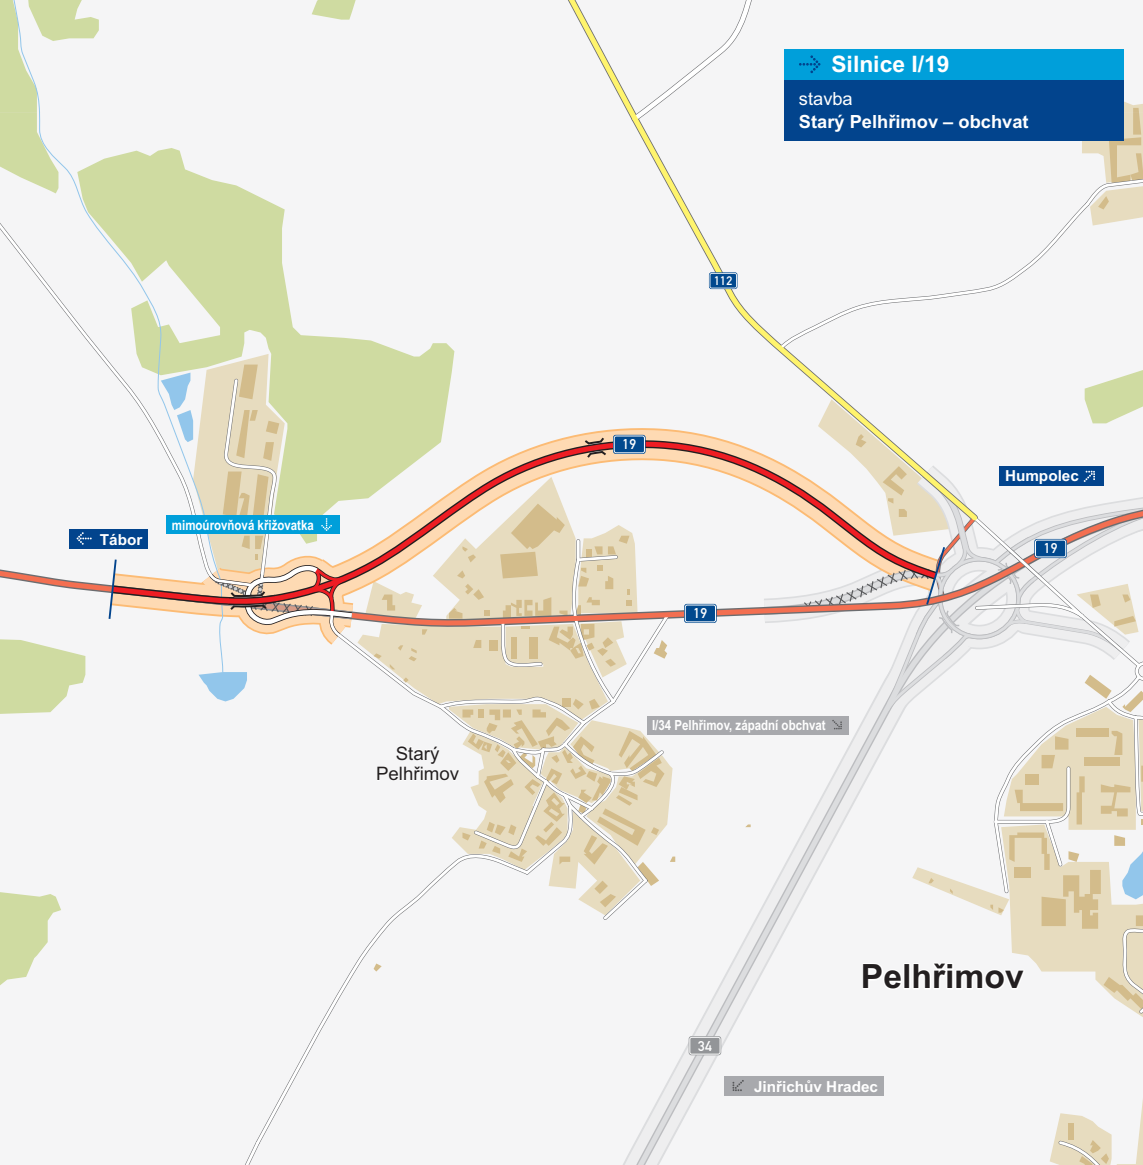 Silnice I/19
stavba
Starý Pelhřimov – obchvat
112
19
Humpolec
mimoúrovňová křižovatka
Tábor
19
19
I/34 Pelhřimov, západní obchvat
Starý
Pelhřimov
Pelhřimov
34
Jinřichův Hradec